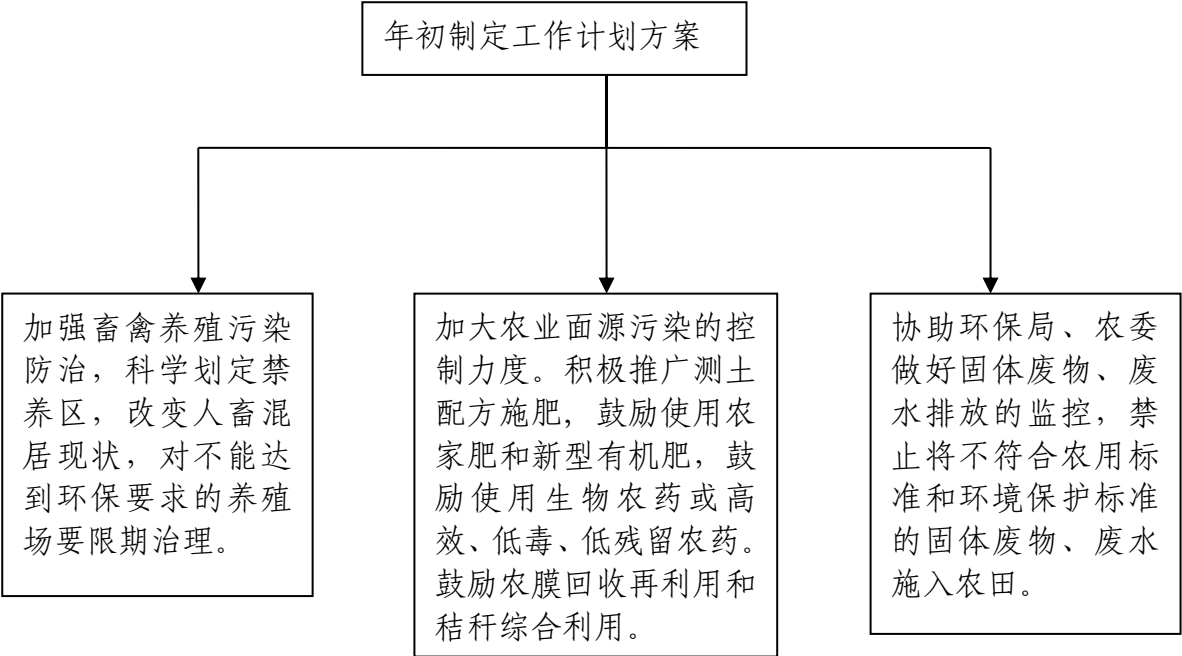 年初制定工作计划方案
加强畜禽养殖污染
防治，科学划定禁
养区，改变人畜混
居现状，对不能达
到环保要求的养殖
场要限期治理。
加大农业面源污染的控
制力度。积极推广测土
配方施肥，鼓励使用农
家肥和新型有机肥，鼓
励使用生物农药或高
效、低毒、低残留农药。
鼓励农膜回收再利用和
秸秆综合利用。
协助环保局、农委
做好固体废物、废
水排放的监控，禁
止将不符合农用标
准和环境保护标准
的固体废物、废水
施入农田。